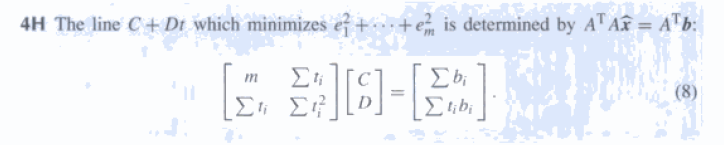 4H The line C + Dt which minimizes e₁² + ··· + eₘ² is determined by AᵀAx̂ = Aᵀb:
[ m Σtᵢ ; Σtᵢ Σtᵢ² ] [ C ; D ] = [ Σbᵢ ; Σtᵢbᵢ ]. (8)